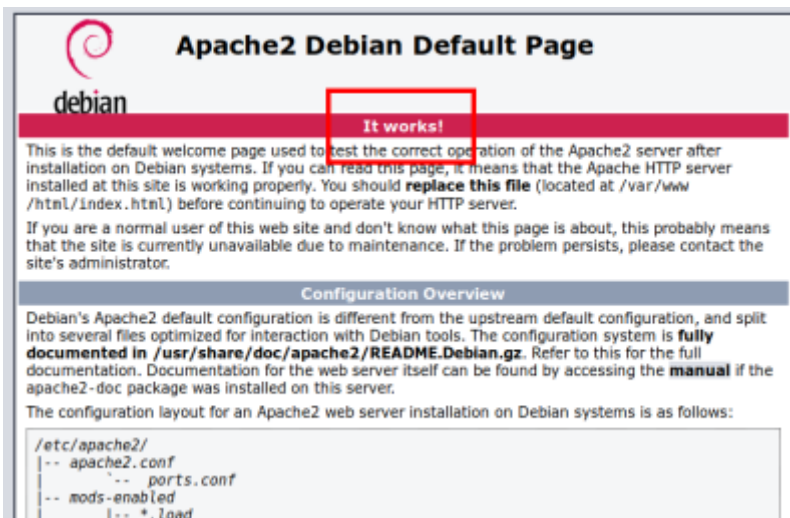 debian
Apache2 Debian Default Page
It works!
This is the default welcome page used to test the correct operation of the Apache2 server after
installation on Debian systems. If you can read this page, it means that the Apache HTTP server
installed at this site is working properly. You should replace this file (located at /var/www
/html/index.html) before continuing to operate your HTTP server.
If you are a normal user of this web site and don't know what this page is about, this probably means
that the site is currently unavailable due to maintenance. If the problem persists, please contact the
site's administrator.
Configuration Overview
Debian's Apache2 default configuration is different from the upstream default configuration, and split
into several files optimized for interaction with Debian tools. The configuration system is fully
documented in /usr/share/doc/apache2/README.Debian.gz. Refer to this for the full
documentation. Documentation for the web server itself can be found by accessing the manual if the
apache2-doc package was installed on this server.
The configuration layout for an Apache2 web server installation on Debian systems is as follows:
/etc/apache2/
|-- apache2.conf
|       `--  ports.conf
|-- mods-enabled
|       |-- *.load